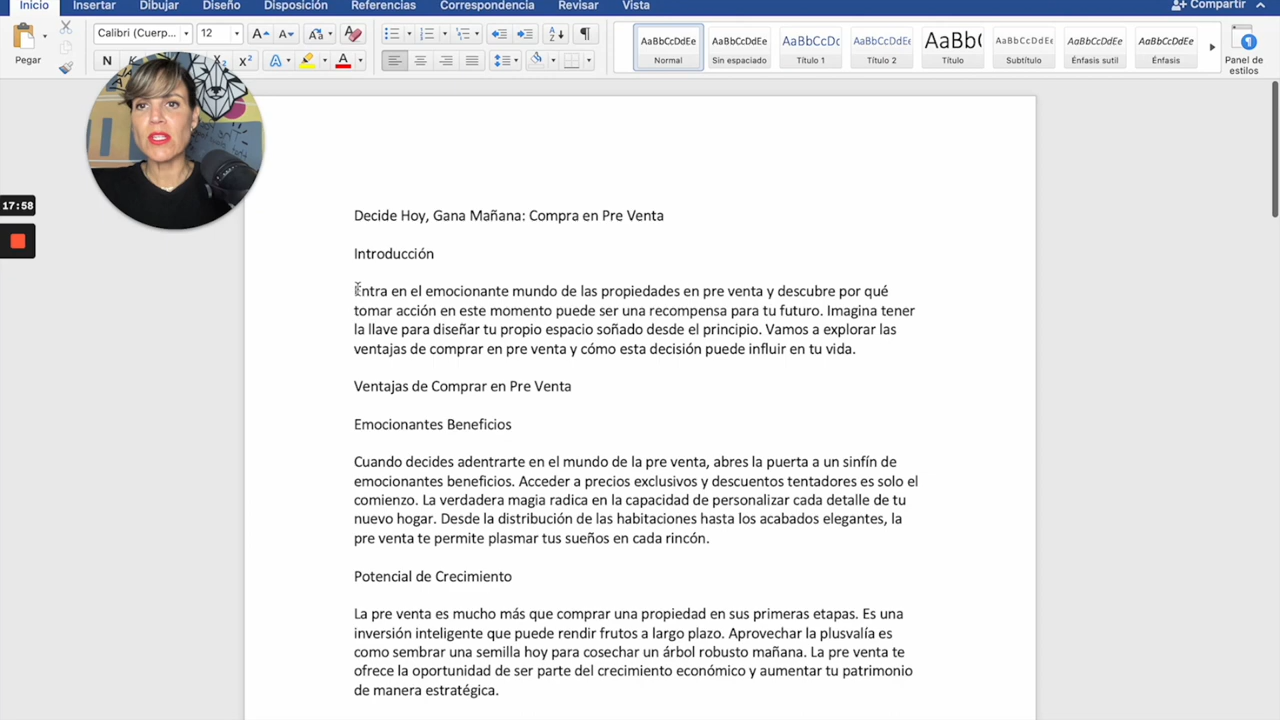 Inicio Insertar Dibujar Diseño Disposición Referencias Correspondencia Revisar Vista Compartir
Calibri (Cuerp... 12
Pegar
N
AaBbCcDdEe AaBbCcDdEe AaBbCcDc AaBbCcDdE AaBb( AaBbCcDdEe AaBbCcDdEe AaBbCcDdEe
Normal Sin espaciado Título 1 Título 2 Título Subtítulo Énfasis sutil Énfasis
Panel de
estilos
17:58
Decide Hoy, Gana Mañana: Compra en Pre Venta
Introducción
Entra en el emocionante mundo de las propiedades en pre venta y descubre por qué
tomar acción en este momento puede ser una recompensa para tu futuro. Imagina tener
la llave para diseñar tu propio espacio soñado desde el principio. Vamos a explorar las
ventajas de comprar en pre venta y cómo esta decisión puede influir en tu vida.
Ventajas de Comprar en Pre Venta
Emocionantes Beneficios
Cuando decides adentrarte en el mundo de la pre venta, abres la puerta a un sinfín de
emocionantes beneficios. Acceder a precios exclusivos y descuentos tentadores es solo el
comienzo. La verdadera magia radica en la capacidad de personalizar cada detalle de tu
nuevo hogar. Desde la distribución de las habitaciones hasta los acabados elegantes, la
pre venta te permite plasmar tus sueños en cada rincón.
Potencial de Crecimiento
La pre venta es mucho más que comprar una propiedad en sus primeras etapas. Es una
inversión inteligente que puede rendir frutos a largo plazo. Aprovechar la plusvalía es
como sembrar una semilla hoy para cosechar un árbol robusto mañana. La pre venta te
ofrece la oportunidad de ser parte del crecimiento económico y aumentar tu patrimonio
de manera estratégica.